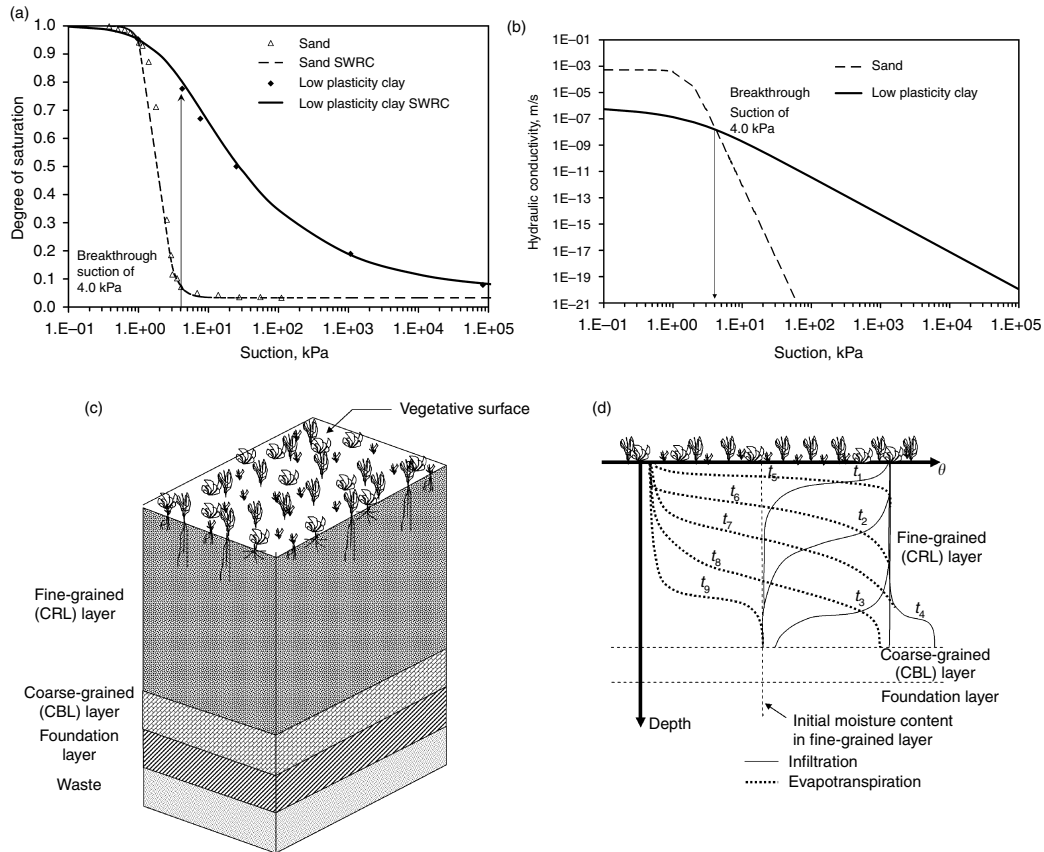 (a)
1.0
0.9
0.8
0.7
0.6
0.5
0.4
0.3
0.2
0.1
0.0
Degree of saturation
Sand
Sand SWRC
Low plasticity clay
Low plasticity clay SWRC
Breakthrough
suction of
4.0 kPa
1.E–01
1.E+00
1.E+01
1.E+02
1.E+03
1.E+04
1.E+05
Suction, kPa
(b)
1E–01
1E–03
1E–05
1E–07
1E–09
1E–11
1E–13
1E–15
1E–17
1E–19
1E–21
Hydraulic conductivity, m/s
Sand
Low plasticity clay
Breakthrough
Suction of
4.0 kPa
1.E–01
1.E+00
1.E+01
1.E+02
1.E+03
1.E+04
1.E+05
Suction, kPa
(c)
Vegetative surface
Fine-grained
(CRL) layer
Coarse-grained
(CBL) layer
Foundation
layer
Waste
(d)
θ
t5
t1
t6
t2
t7
t8
t9
t3
t4
Fine-grained
(CRL) layer
Coarse-grained
(CBL) layer
Foundation layer
Depth
Initial moisture content
in fine-grained layer
Infiltration
Evapotranspiration